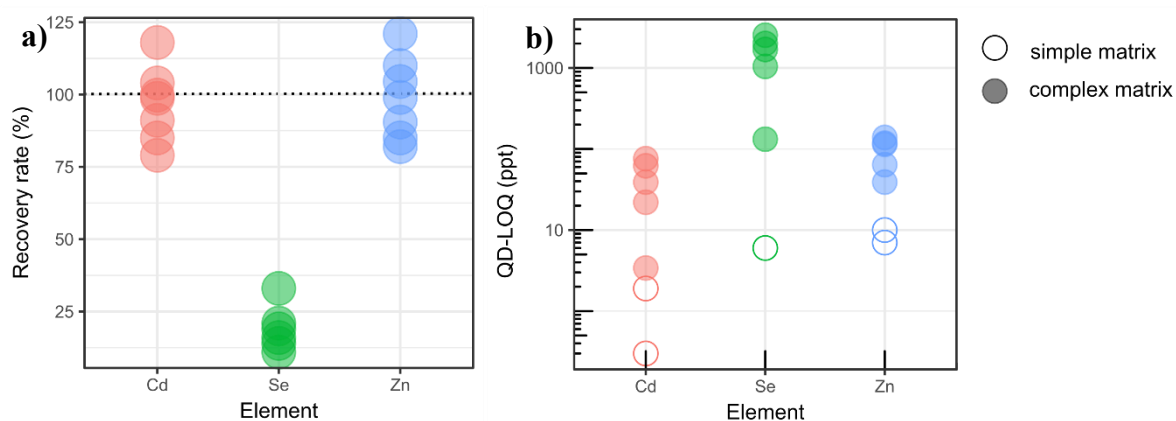 a)
Recovery rate (%)
125
100
75
50
25
Cd Se Zn
Element
b)
QD-LOQ (ppt)
1000
10
Cd Se Zn
Element
simple matrix
complex matrix